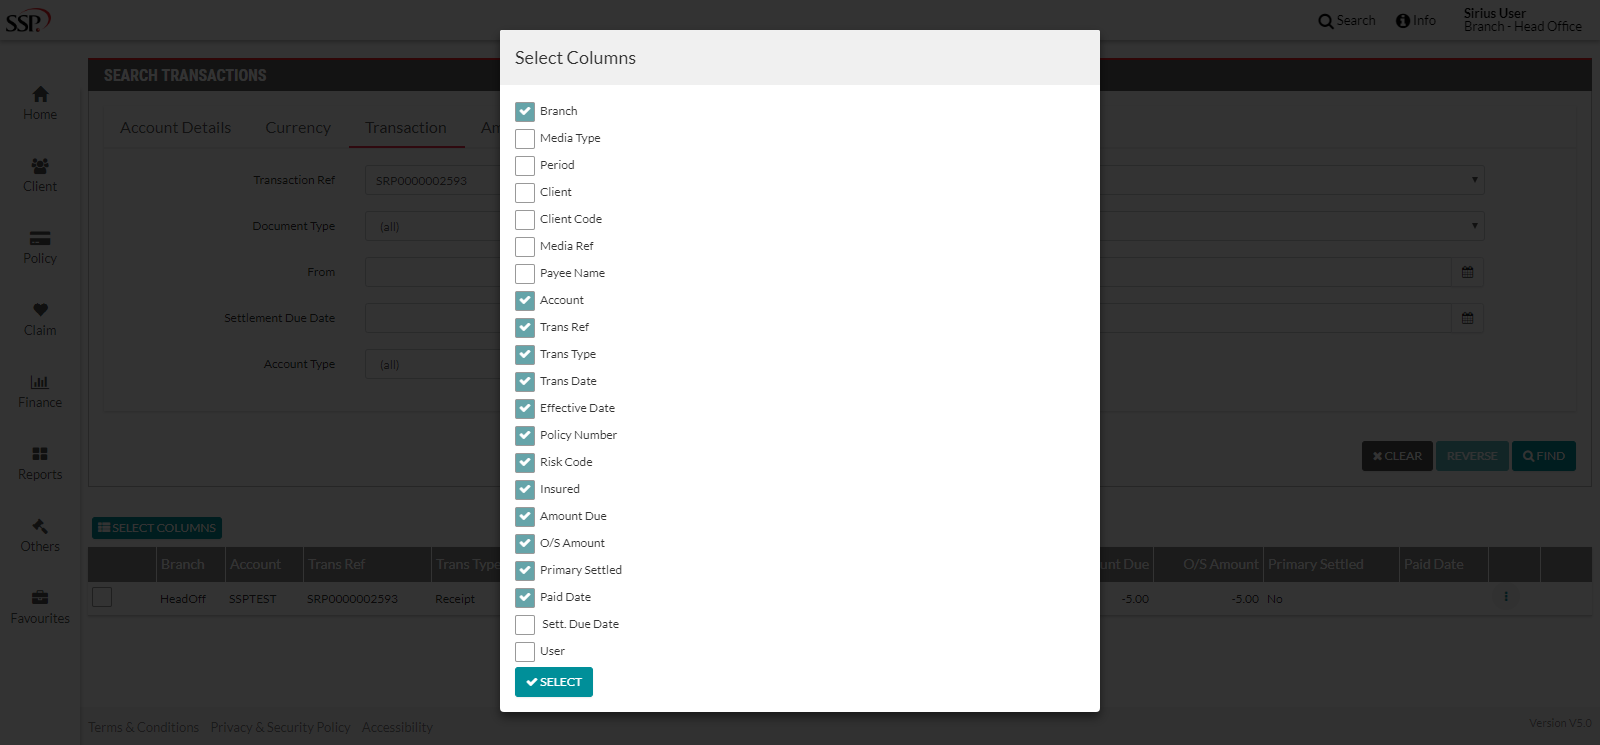 SSP
Search
Info
Sirius User
Branch - Head Office
Home
Client
Policy
Claim
Finance
Reports
Others
Favourites
SEARCH TRANSACTIONS
Account Details
Currency
Transaction
Am
Transaction Ref
SRP0000002593
Document Type
(all)
From
Settlement Due Date
Account Type
(all)
CLEAR
REVERSE
FIND
Select Columns
Branch
Media Type
Period
Client
Client Code
Media Ref
Payee Name
Account
Trans Ref
Trans Type
Trans Date
Effective Date
Policy Number
Risk Code
Insured
Amount Due
O/S Amount
Primary Settled
Paid Date
Sett. Due Date
User
SELECT
SELECT COLUMNS
Branch Account Trans Ref Trans Type unt Due O/S Amount Primary Settled Paid Date
HeadOff SSPTEST SRP0000002593 Receipt -5.00 -5.00 No
Terms & Conditions Privacy & Security Policy Accessibility
Version V5.0